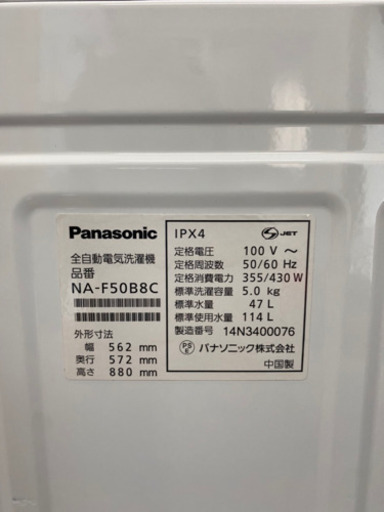 Panasonic
全自動電気洗濯機
品番
NA-F50B8C
外形寸法
幅 562 mm
奥行 572 mm
高さ 880 mm
IPX4
S JET
定格電圧 100 V ～
定格周波数 50/60 Hz
定格消費電力 355/430 W
標準洗濯容量 5.0 kg
標準水量 47 L
標準使用水量 114 L
製造番号 14N3400076
PS E パナソニック株式会社
中国製